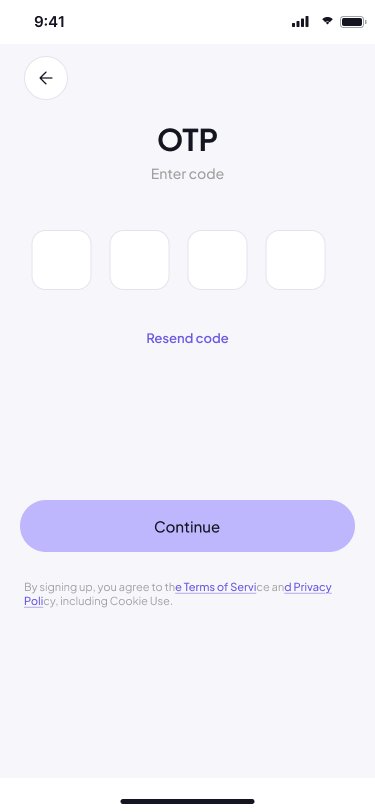 9:41
OTP
Enter code
Resend code
Continue
By signing up, you agree to the Terms of Service and Privacy
Policy, including Cookie Use.